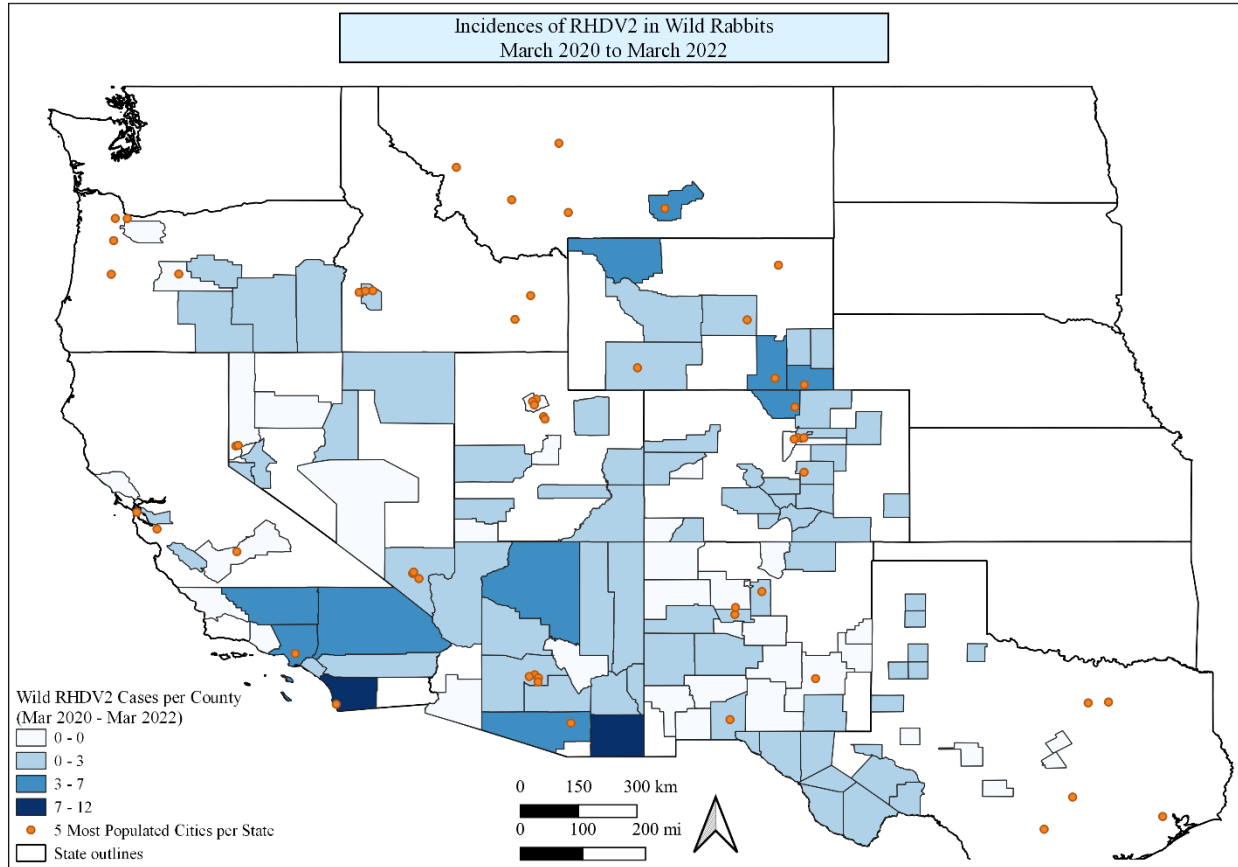 Incidences of RHDV2 in Wild Rabbits
March 2020 to March 2022
Wild RHDV2 Cases per County
(Mar 2020 - Mar 2022)
0 - 0
0 - 3
3 - 7
7 - 12
5 Most Populated Cities per State
State outlines
0 150 300 km
0 100 200 mi